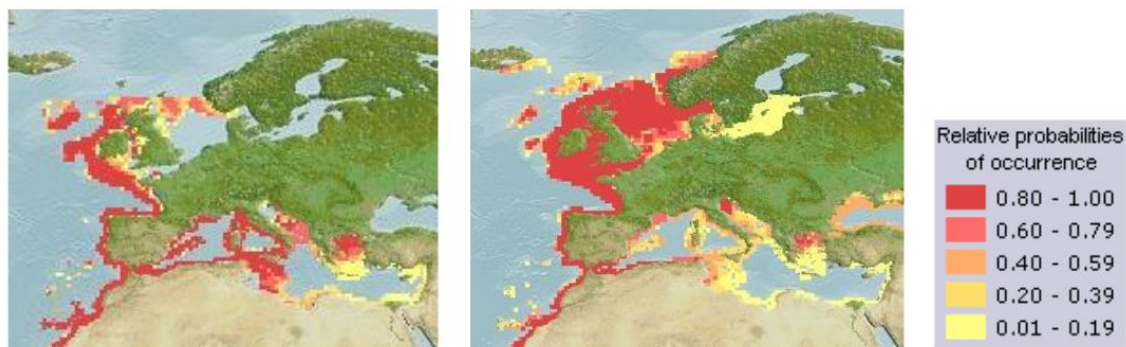 Relative probabilities
of occurrence
0.80 - 1.00
0.60 - 0.79
0.40 - 0.59
0.20 - 0.39
0.01 - 0.19